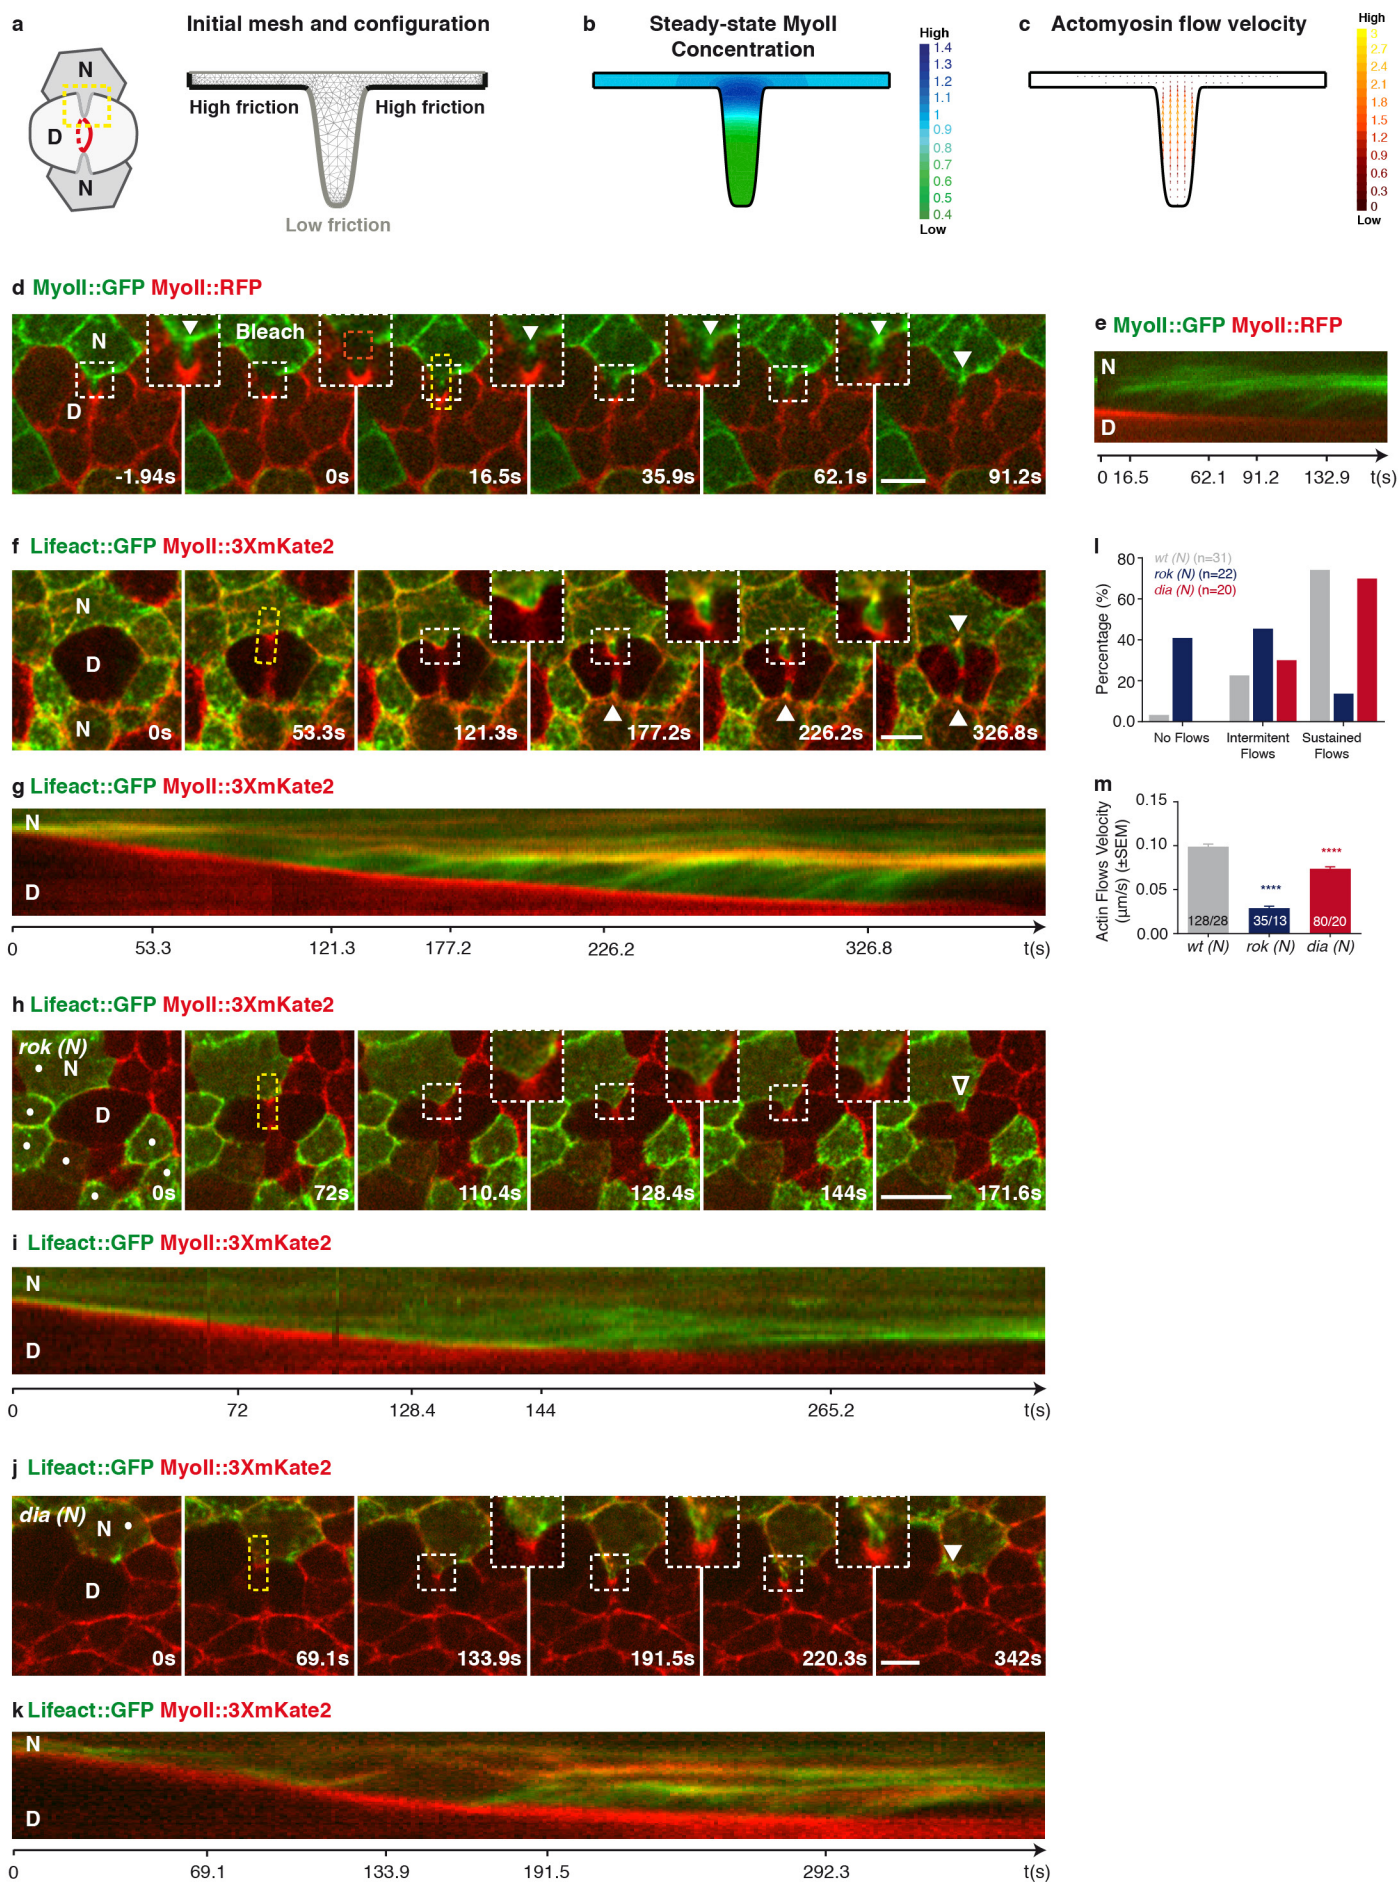 a
Initial mesh and configuration
N
D
N
High friction
High friction
Low friction
b
Steady-state MyoII
Concentration
High
1.4
1.3
1.2
1.1
1
0.9
0.8
0.7
0.6
0.5
0.4
Low
c
Actomyosin flow velocity
High
3
2.7
2.4
2.1
1.8
1.5
1.2
0.9
0.6
0.3
0
Low
d MyoII::GFP MyoII::RFP
N
D
Bleach
-1.94s
0s
16.5s
35.9s
62.1s
91.2s
e MyoII::GFP MyoII::RFP
N
D
0 16.5 62.1 91.2 132.9 t(s)
f Lifeact::GFP MyoII::3XmKate2
N
D
N
0s
53.3s
121.3s
177.2s
226.2s
326.8s
g Lifeact::GFP MyoII::3XmKate2
N
D
0 53.3 121.3 177.2 226.2 326.8 t(s)
h Lifeact::GFP MyoII::3XmKate2
rok (N)
N
D
0s
72s
110.4s
128.4s
144s
171.6s
i Lifeact::GFP MyoII::3XmKate2
N
D
0 72 128.4 144 265.2 t(s)
j Lifeact::GFP MyoII::3XmKate2
dia (N)
N
D
0s
69.1s
133.9s
191.5s
220.3s
342s
k Lifeact::GFP MyoII::3XmKate2
N
D
0 69.1 133.9 191.5 292.3 t(s)
l
wt (N) (n=31)
rok (N) (n=22)
dia (N) (n=20)
Percentage (%)
80
60
40
20
0.0
No Flows
Intermitent
Flows
Sustained
Flows
m
Actin Flows Velocity
(µm/s) (±SEM)
0.15
0.10
0.05
0.00
****
****
128/28
35/13
80/20
wt (N) rok (N) dia (N)